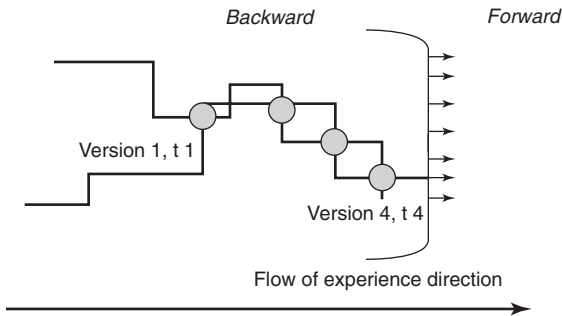 Backward
Forward
Version 1, t 1
Version 4, t 4
Flow of experience direction